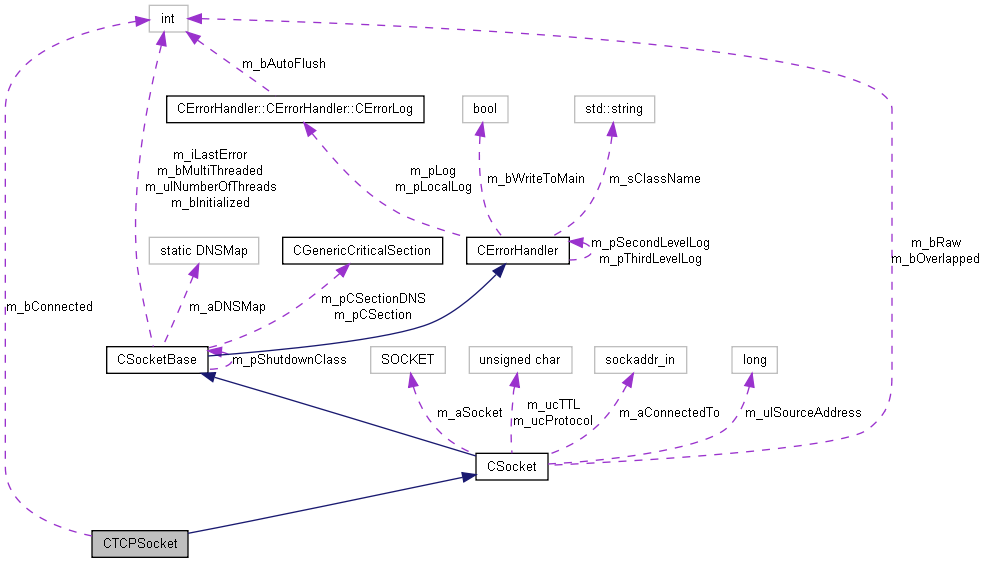 int
m_bAutoFlush
CErrorHandler::CErrorHandler::CErrorLog
bool
std::string
m_iLastError
m_bMultiThreaded
m_ulNumberOfThreads
m_bInitialized
m_pLog
m_pLocalLog
m_bWriteToMain
m_sClassName
static DNSMap
CGenericCriticalSection
CErrorHandler
m_pSecondLevelLog
m_pThirdLevelLog
m_bRaw
m_bOverlapped
m_bConnected
m_aDNSMap
m_pCSectionDNS
m_pCSection
CSocketBase
m_pShutdownClass
SOCKET
unsigned char
sockaddr_in
long
m_aSocket
m_ucTTL
m_ucProtocol
m_aConnectedTo
m_ulSourceAddress
CSocket
CTCPSocket